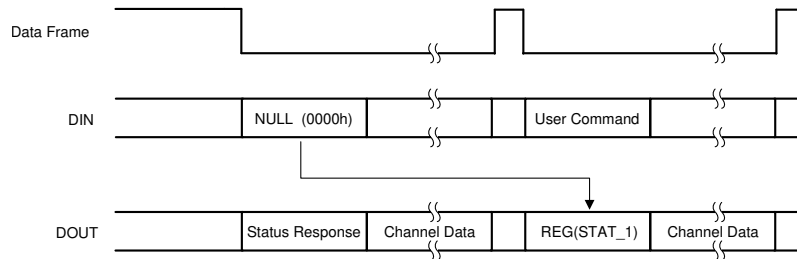 Data Frame
DIN
NULL (0000h)
User Command
DOUT
Status Response
Channel Data
REG(STAT_1)
Channel Data